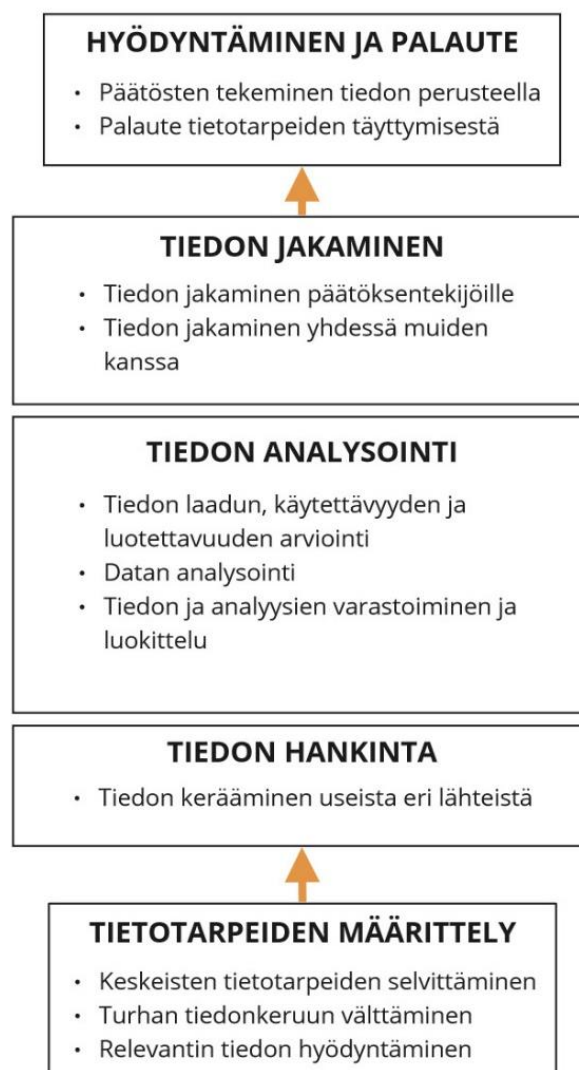 HYÖDYNTÄMINEN JA PALAUTE
• Päätösten tekeminen tiedon perusteella
• Palaute tietotarpeiden täyttymisestä
TIEDON JAKAMINEN
• Tiedon jakaminen päätöksentekijöille
• Tiedon jakaminen yhdessä muiden
kanssa
TIEDON ANALYSOINTI
• Tiedon laadun, käytettävyyden ja
luotettavuuden arviointi
• Datan analysointi
• Tiedon ja analyysien varastoiminen ja
luokittelu
TIEDON HANKINTA
• Tiedon kerääminen useista eri lähteistä
TIETOTARPEIDEN MÄÄRITTELY
• Keskeisten tietotarpeiden selvittäminen
• Turhan tiedonkeruun välttäminen
• Relevantin tiedon hyödyntäminen